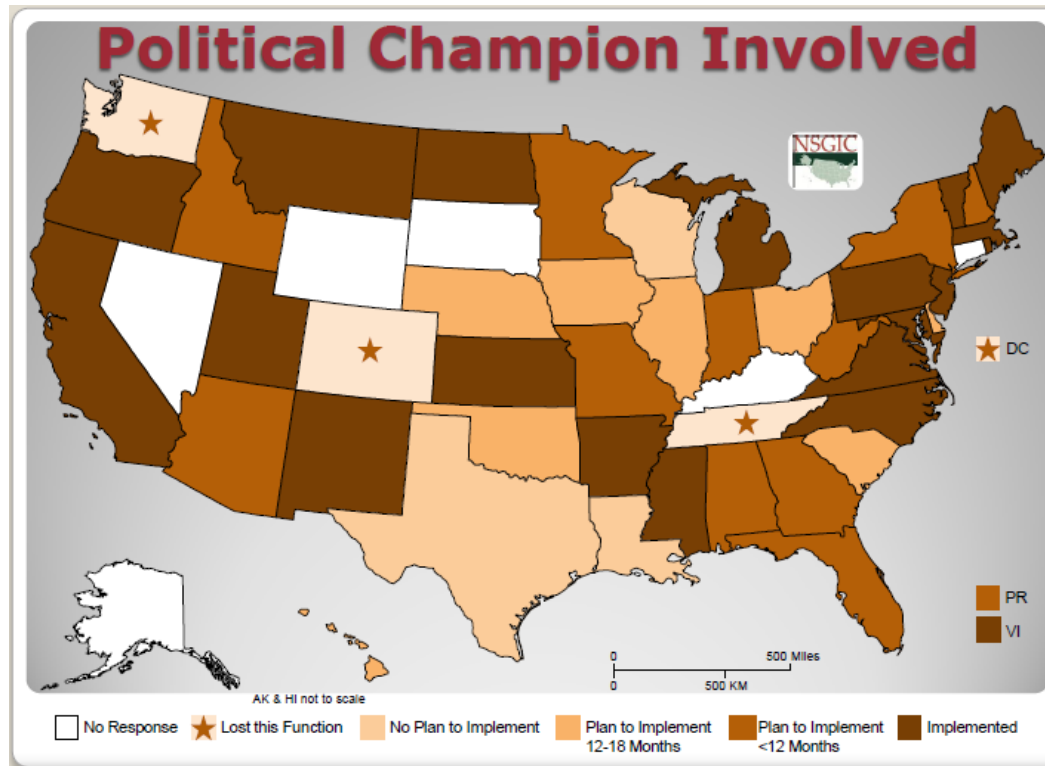 Political Champion Involved
NSGIC
DC
PR
VI
0 500 Miles
0 500 KM
AK & HI not to scale
No Response
Lost this Function
No Plan to Implement
Plan to Implement
12-18 Months
Plan to Implement
<12 Months
Implemented